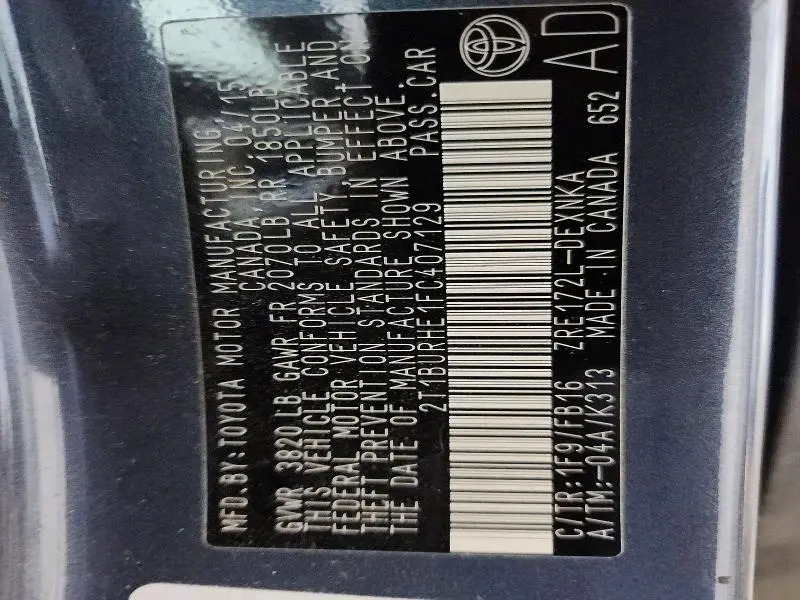 MFD.BY:TOYOTA MOTOR MANUFACTURING
CANADA, INC. 04/15
GVWR 3820 LB GAWR FR 2070LB RR 1850LB
THIS VEHICLE CONFORMS TO ALL APPLICABLE
FEDERAL MOTOR VEHICLE SAFETY, BUMPER, AND
THEFT PREVENTION STANDARDS IN EFFECT ON
THE DATE OF MANUFACTURE SHOWN ABOVE.
2T1BURHE1FC407129 PASS.CAR
C/TR:1F9/FB16 ZRE172L-DEXNKA
A/TM:-04A/K313 MADE IN CANADA 652
AD